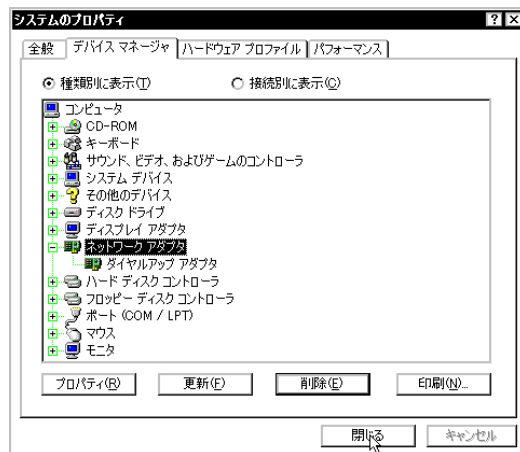 システムのプロパティ
全般 デバイス マネージャ ハードウェア プロファイル パフォーマンス
種類別に表示(T) 接続別に表示(C)
コンピュータ
CD-ROM
キーボード
サウンド、ビデオ、およびゲームのコントローラ
システム デバイス
その他のデバイス
ディスク ドライブ
ディスプレイ アダプタ
ネットワーク アダプタ
ダイヤルアップ アダプタ
ハード ディスク コントローラ
フロッピー ディスク コントローラ
ポート (COM / LPT)
マウス
モニタ
プロパティ(R) 更新(F) 削除(E) 印刷(N)...
閉じる キャンセル